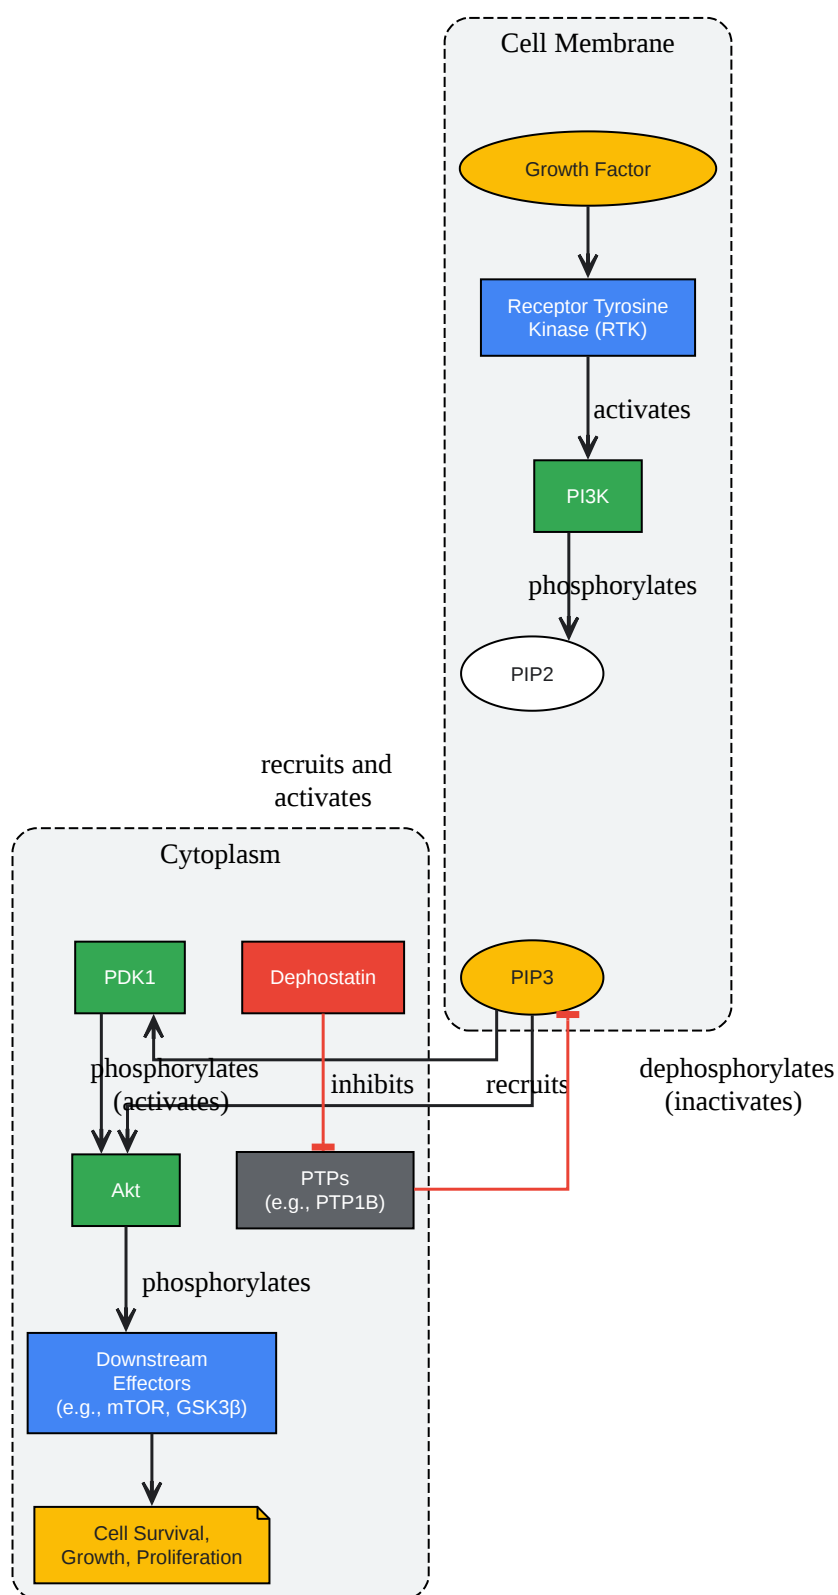 Cell Membrane
Growth Factor
Receptor Tyrosine
Kinase (RTK)
activates
PI3K
phosphorylates
PIP2
recruits and
activates
Cytoplasm
PDK1
Dephostatin
PIP3
phosphorylates
(activates)
inhibits
recruits
dephosphorylates
(inactivates)
Akt
PTPs
(e.g., PTP1B)
phosphorylates
Downstream
Effectors
(e.g., mTOR, GSK3β)
Cell Survival,
Growth, Proliferation